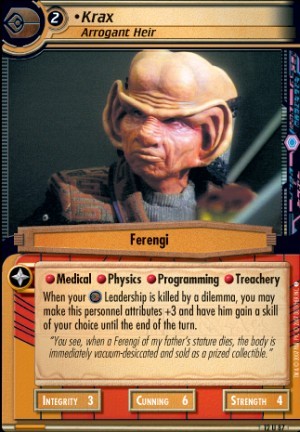 2 •Krax
Arrogant Heir
Ferengi
Medical Physics Programming Treachery
When your Leadership is killed by a dilemma, you may
make this personnel attributes +3 and have him gain a skill
of your choice until the end of the turn.
"You see, when a Ferengi of my father's stature dies, the body is
immediately vacuum-desiccated and sold as a prized collectible."
Integrity 3 Cunning 6 Strength 4